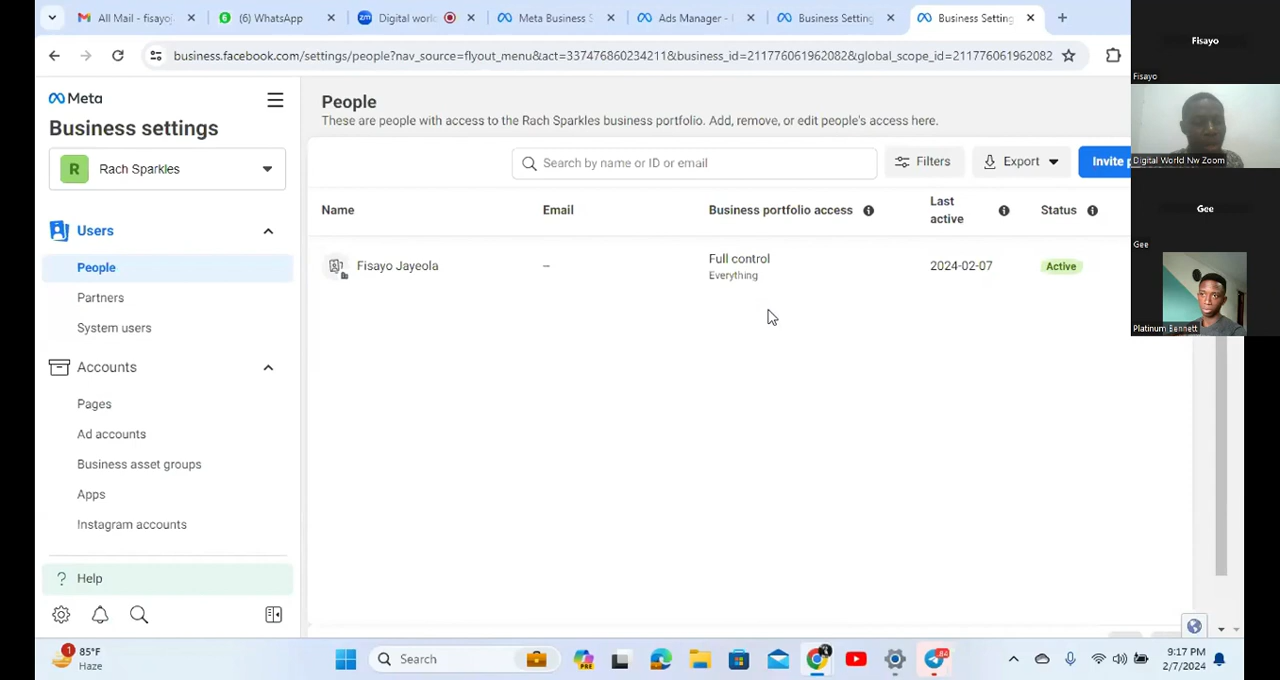 All Mail - fisayoj
(6) WhatsApp
Digital world
Meta Business S
Ads Manager -
Business Setting
Business Setting
business.facebook.com/settings/people?nav_source=flyout_menu&act=337476860234211&business_id=211776061962082&global_scope_id=211776061962082
Fisayo
Fisayo
Digital World Nw Zoom
Gee
Gee
Platinum Bennett
Meta
Business settings
R
Rach Sparkles
Users
People
Partners
System users
Accounts
Pages
Ad accounts
Business asset groups
Apps
Instagram accounts
? Help
People
These are people with access to the Rach Sparkles business portfolio. Add, remove, or edit people's access here.
Search by name or ID or email
Filters
Export
Invite
Name
Email
Business portfolio access
Last active
Status
Fisayo Jayeola
–
Full control
Everything
2024-02-07
Active
1
85°F
Haze
Search
PRE
84
9:17 PM
2/7/2024